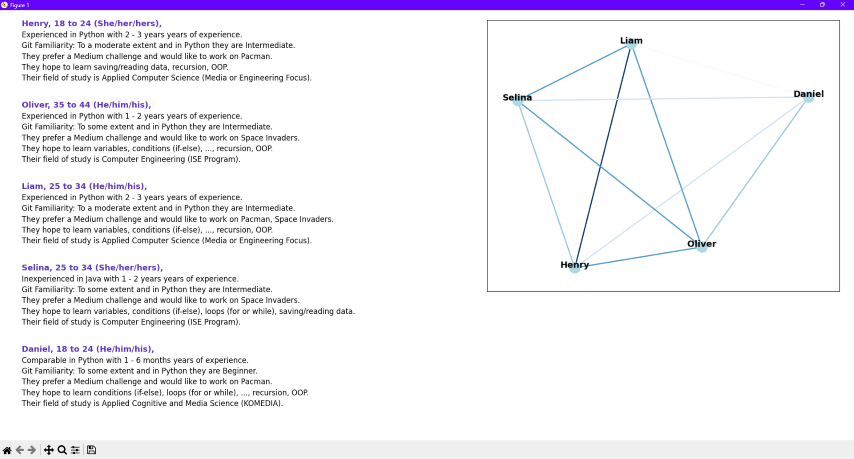 Figure 1
Henry, 18 to 24 (She/her/hers),
Experienced in Python with 2 - 3 years years of experience.
Git Familiarity: To a moderate extent and in Python they are Intermediate.
They prefer a Medium challenge and would like to work on Pacman.
They hope to learn saving/reading data, recursion, OOP.
Their field of study is Applied Computer Science (Media or Engineering Focus).
Oliver, 35 to 44 (He/him/his),
Experienced in Python with 1 - 2 years years of experience.
Git Familiarity: To some extent and in Python they are Intermediate.
They prefer a Medium challenge and would like to work on Space Invaders.
They hope to learn variables, conditions (if-else), ..., recursion, OOP.
Their field of study is Computer Engineering (ISE Program).
Liam, 25 to 34 (He/him/his),
Experienced in Python with 2 - 3 years years of experience.
Git Familiarity: To a moderate extent and in Python they are Intermediate.
They prefer a Medium challenge and would like to work on Pacman, Space Invaders.
They hope to learn variables, conditions (if-else), ..., recursion, OOP.
Their field of study is Applied Computer Science (Media or Engineering Focus).
Selina, 25 to 34 (She/her/hers),
Inexperienced in Java with 1 - 2 years years of experience.
Git Familiarity: To some extent and in Python they are Intermediate.
They prefer a Medium challenge and would like to work on Space Invaders.
They hope to learn variables, conditions (if-else), loops (for or while), saving/reading data.
Their field of study is Computer Engineering (ISE Program).
Daniel, 18 to 24 (He/him/his),
Comparable in Python with 1 - 6 months years of experience.
Git Familiarity: To some extent and in Python they are Beginner.
They prefer a Medium challenge and would like to work on Pacman.
They hope to learn conditions (if-else), loops (for or while), ..., recursion, OOP.
Their field of study is Applied Cognitive and Media Science (KOMEDIA).
Liam
Selina
Daniel
Oliver
Henry